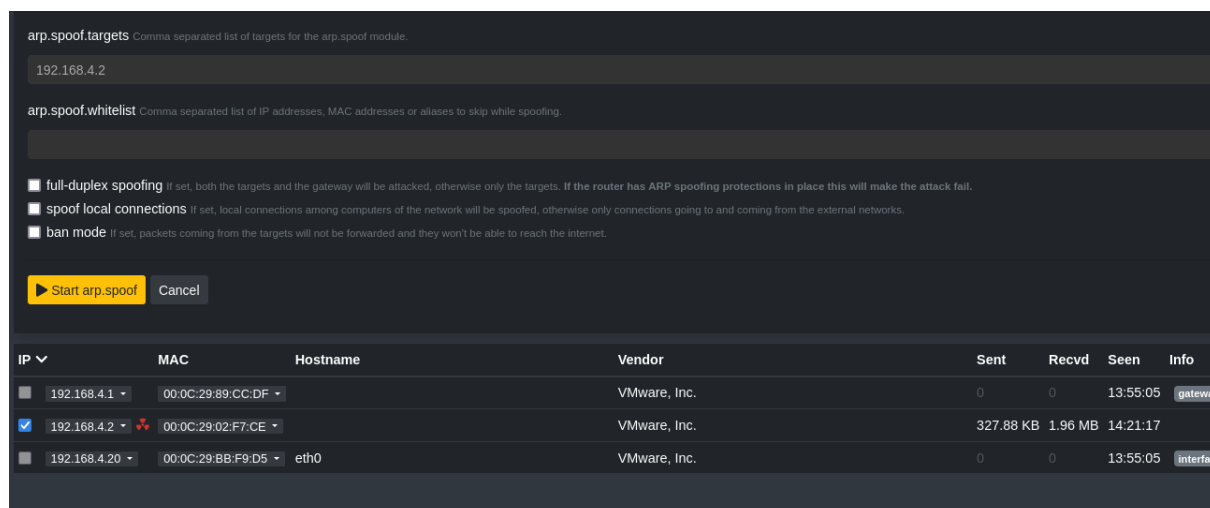 arp.spoof.targets Comma separated list of targets for the arp.spoof module.
192.168.4.2
arp.spoof.whitelist Comma separated list of IP addresses, MAC addresses or aliases to skip while spoofing.
full-duplex spoofing If set, both the targets and the gateway will be attacked, otherwise only the targets. If the router has ARP spoofing protections in place this will make the attack fail.
spoof local connections If set, local connections among computers of the network will be spoofed, otherwise only connections going to and coming from the external networks.
ban mode If set, packets coming from the targets will not be forwarded and they won't be able to reach the internet.
Start arp.spoof Cancel
IP MAC Hostname Vendor Sent Recvd Seen Info
192.168.4.1 00:0C:29:89:CC:DF VMware, Inc. 0 0 13:55:05 gatew
192.168.4.2 00:0C:29:02:F7:CE VMware, Inc. 327.88 KB 1.96 MB 14:21:17
192.168.4.20 00:0C:29:BB:F9:D5 eth0 VMware, Inc. 0 0 13:55:05 interfa